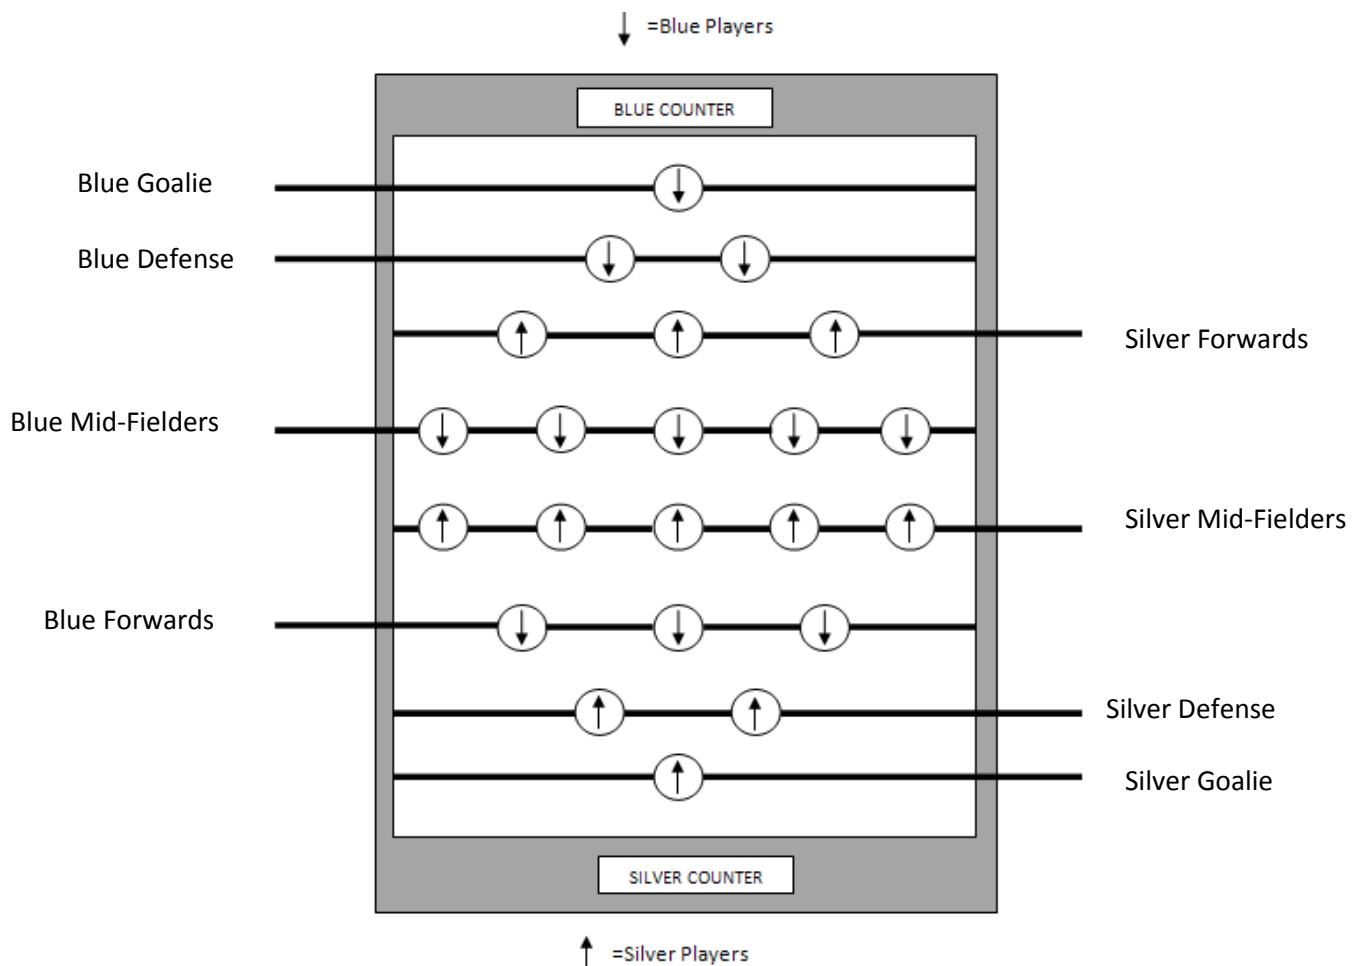 =Blue Players
BLUE COUNTER
Blue Goalie
Blue Defense
Silver Forwards
Blue Mid-Fielders
Silver Mid-Fielders
Blue Forwards
Silver Defense
Silver Goalie
SILVER COUNTER
=Silver Players